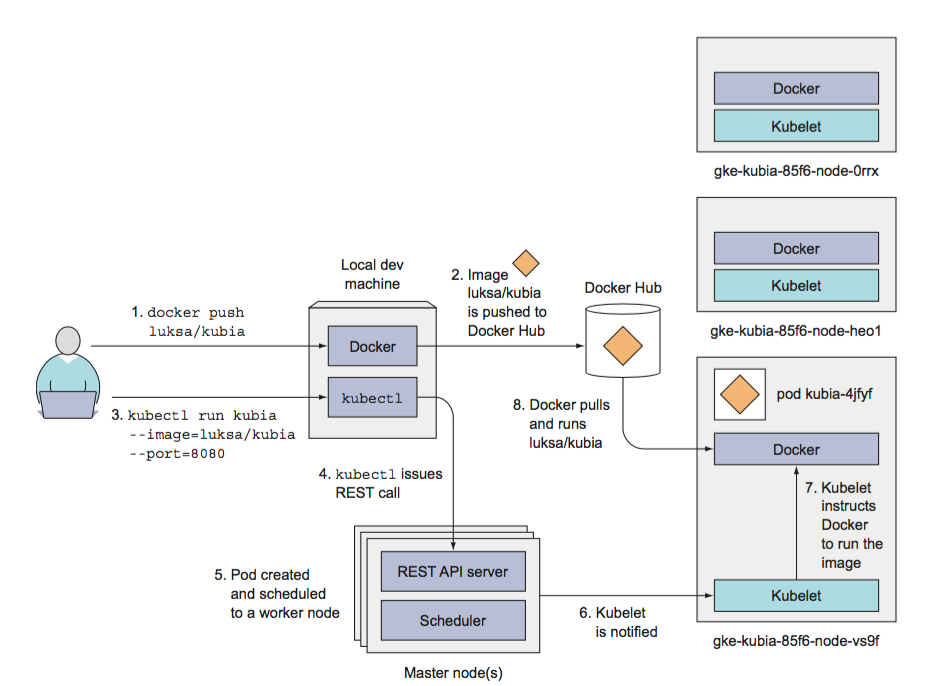 Docker
Kubelet
gke-kubia-85f6-node-0rrx
Docker
Kubelet
gke-kubia-85f6-node-heo1
Local dev
machine
1. docker push
luksa/kubia
Docker
kubectl
2. Image
luksa/kubia
is pushed to
Docker Hub
Docker Hub
3. kubectl run kubia
--image=luksa/kubia
--port=8080
4. kubectl issues
REST call
5. Pod created
and scheduled
to a worker node
REST API server
Scheduler
Master node(s)
6. Kubelet
is notified
pod kubia-4jfyf
Docker
7. Kubelet
instructs
Docker
to run the
image
Kubelet
gke-kubia-85f6-node-vs9f
8. Docker pulls
and runs
luksa/kubia